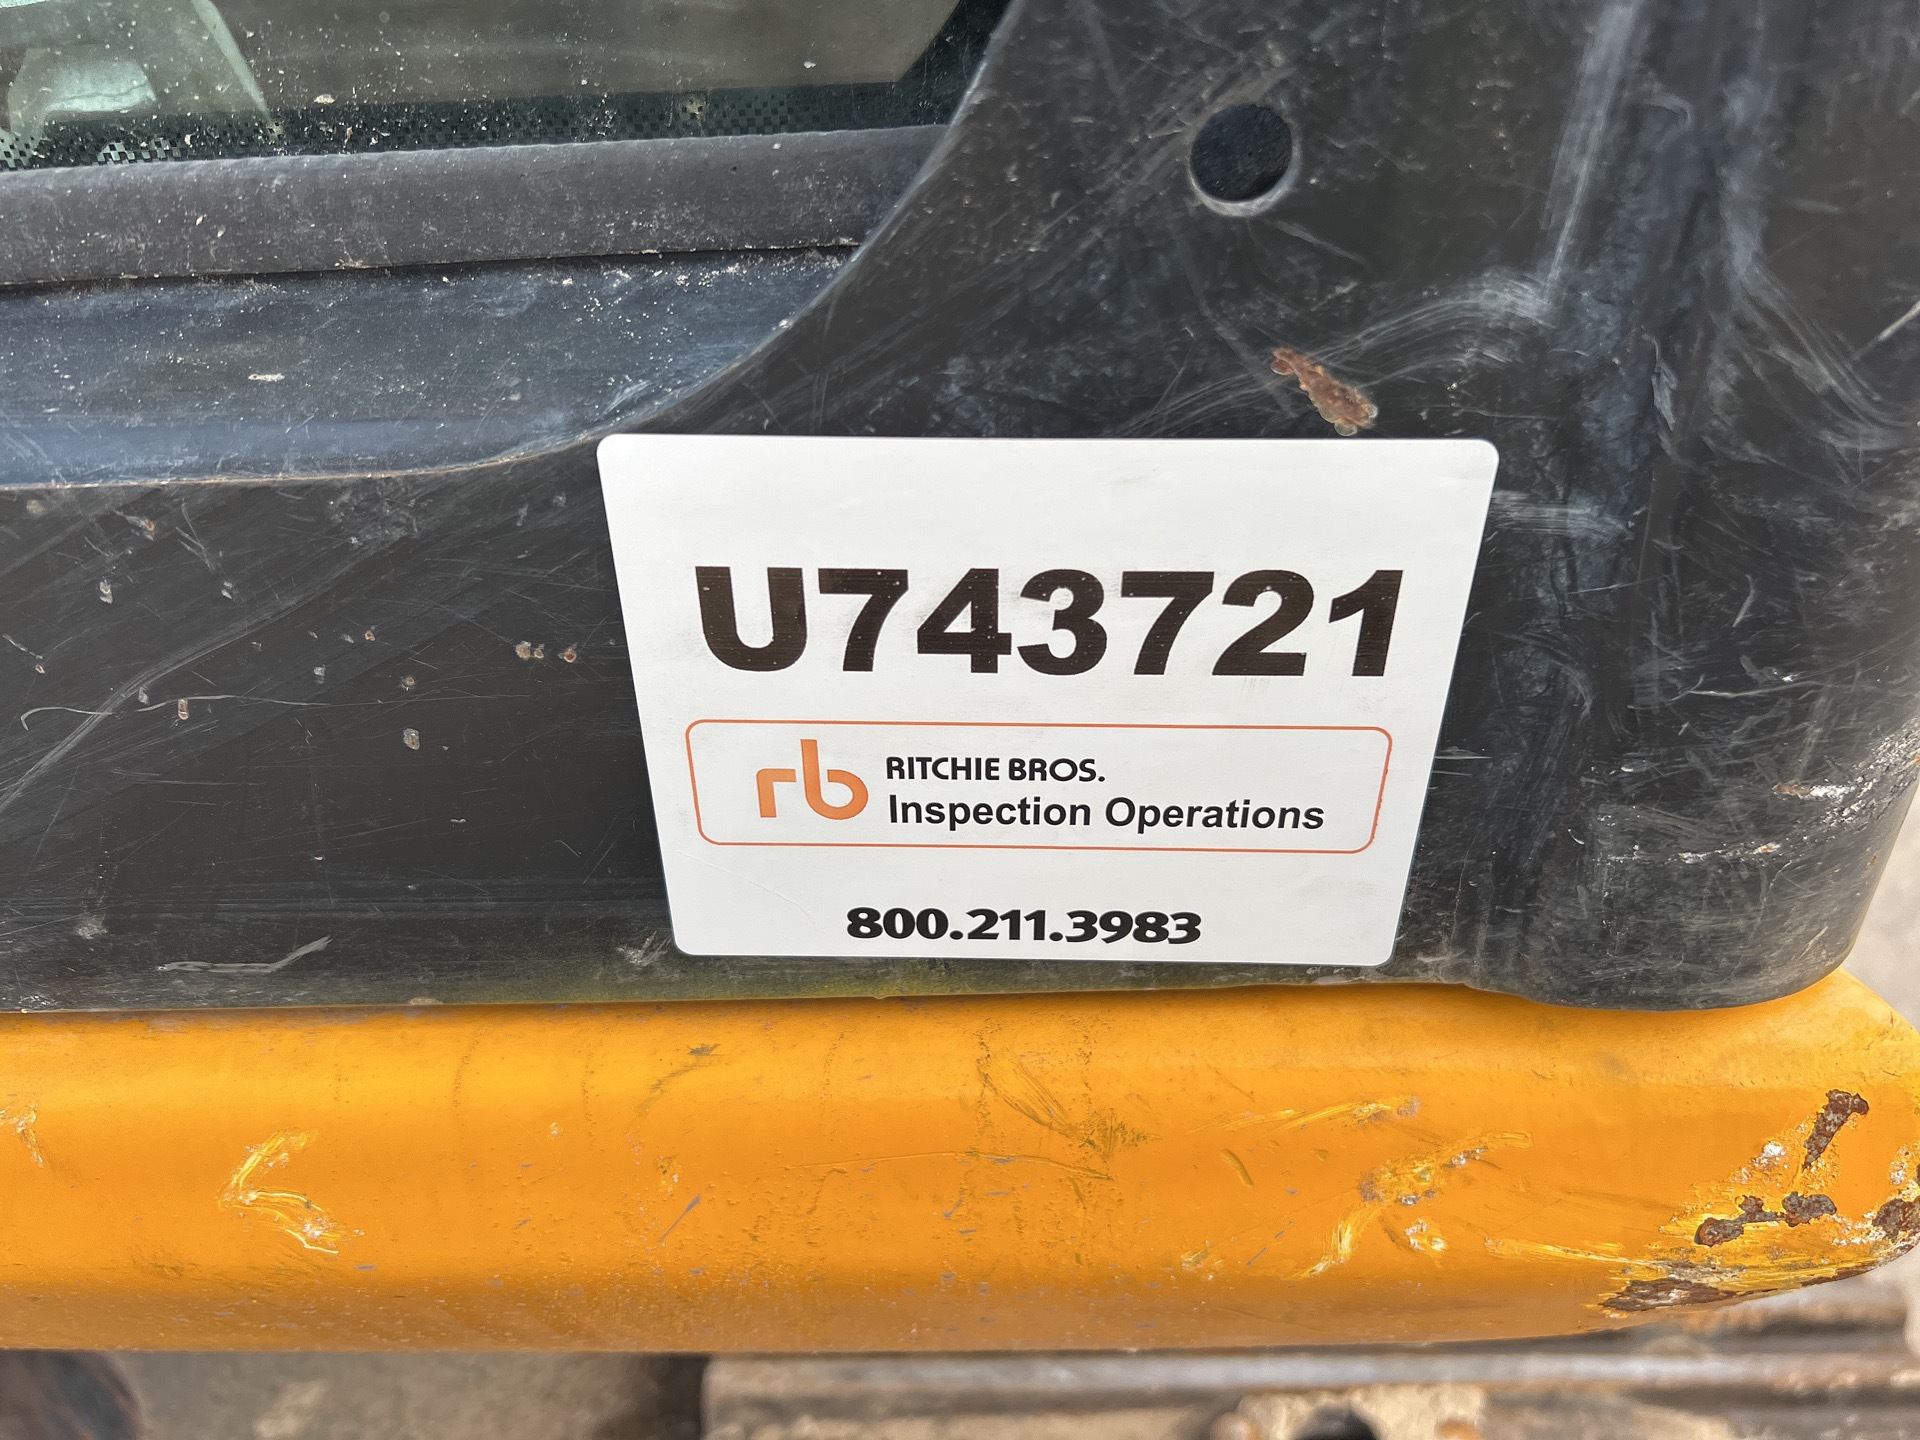 U743721
rb RITCHIE BROS.
Inspection Operations
800.211.3983